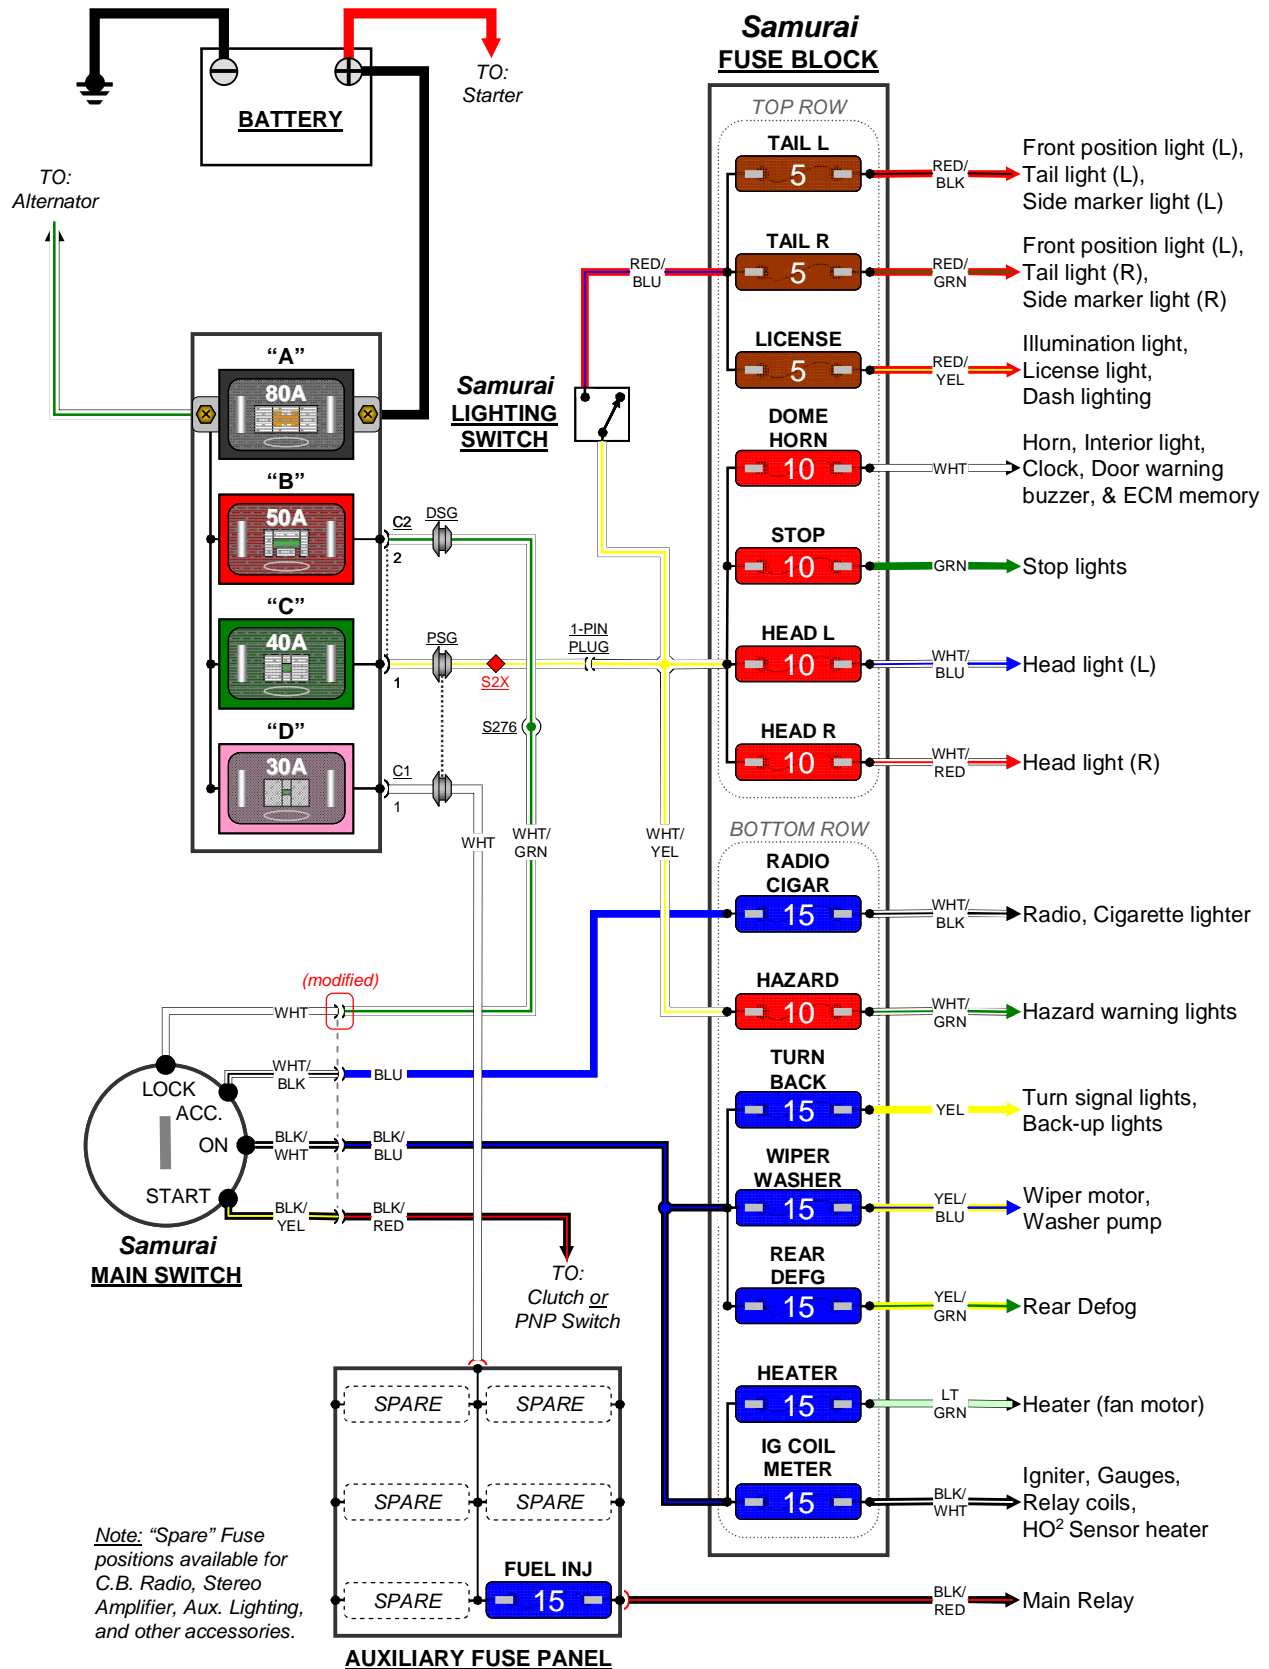 Samurai
FUSE BLOCK
TO:
Starter
BATTERY
TOP ROW
TAIL L
5
RED/
BLK
Front position light (L),
Tail light (L),
Side marker light (L)
TO:
Alternator
TAIL R
5
RED/
BLU
RED/
GRN
Front position light (L),
Tail light (R),
Side marker light (R)
LICENSE
5
RED/
YEL
Illumination light,
License light,
Dash lighting
“A”
80A
Samurai
LIGHTING
SWITCH
DOME
HORN
10
WHT
Horn, Interior light,
Clock, Door warning
buzzer, & ECM memory
“B”
50A
C2
2
DSG
STOP
10
GRN
Stop lights
“C”
40A
1
PSG
S2X
1-PIN
PLUG
HEAD L
10
WHT/
BLU
Head light (L)
S276
“D”
30A
C1
1
HEAD R
10
WHT/
RED
Head light (R)
WHT
WHT/
GRN
WHT/
YEL
BOTTOM ROW
RADIO
CIGAR
15
WHT/
BLK
Radio, Cigarette lighter
(modified)
WHT
HAZARD
10
WHT/
GRN
Hazard warning lights
LOCK
ACC.
ON
START
WHT/
BLK
BLU
BLK/
WHT
BLK/
BLU
BLK/
YEL
BLK/
RED
Samurai
MAIN SWITCH
TURN
BACK
15
YEL
Turn signal lights,
Back-up lights
WIPER
WASHER
15
YEL/
BLU
Wiper motor,
Washer pump
TO:
Clutch or
PNP Switch
REAR
DEFG
15
YEL/
GRN
Rear Defog
SPARE
SPARE
HEATER
15
LT
GRN
Heater (fan motor)
SPARE
SPARE
IG COIL
METER
15
BLK/
WHT
Igniter, Gauges,
Relay coils,
HO2 Sensor heater
Note: “Spare” Fuse
positions available for
C.B. Radio, Stereo
Amplifier, Aux. Lighting,
and other accessories.
SPARE
FUEL INJ
15
BLK/
RED
Main Relay
AUXILIARY FUSE PANEL